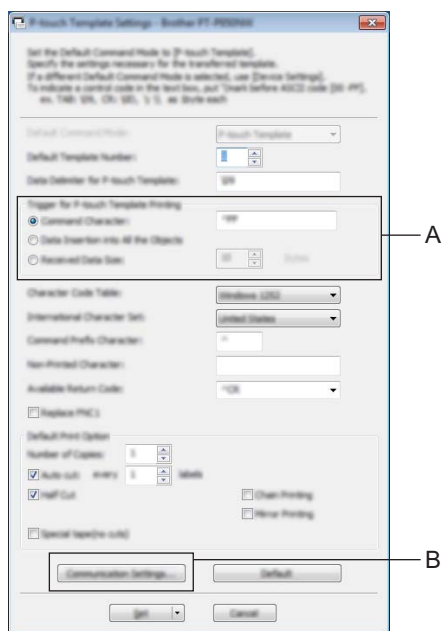 P-touch Template Settings - Brother PT-P950NW
Set the Default Command Mode to [P-touch Template].
Specify the settings necessary for the transferred template.
If a different Default Command Mode is selected, use [Device Settings].
To indicate a control code in the text box, put
before ASCII code [00 -FF].
ex. TAB:
Default Command Mode: P-touch Template
Default Template Number:
Data Delimiter for P-touch Template:
Trigger for P-touch Template Printing
Command Character: ^FF
Data Insertion into All the Objects
Received Data Size:
A
Character Code Table: Windows 1252
International Character Set: United States
Command Prefix Character: ^
Non-Printed Character:
Available Return Code: ^CR
Replace FNC1
Default Print Option
Number of Copies: 1
Auto cut: every 1 labels
Half Cut Chain Printing
Mirror Printing
Special tape(no cuts)
Communication Settings... Default
B
Set Cancel